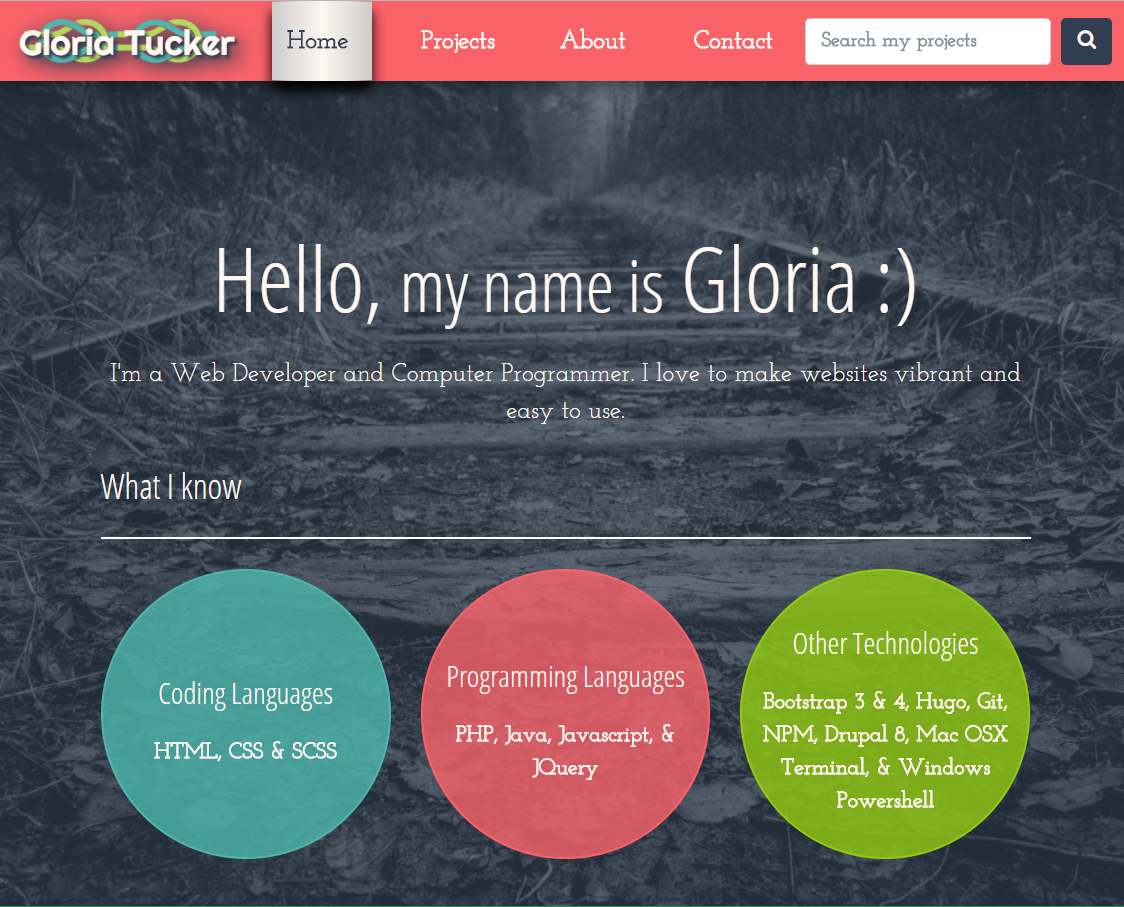 Gloria Tucker
Home
Projects
About
Contact
Search my projects
Hello, my name is Gloria :)
I'm a Web Developer and Computer Programmer. I love to make websites vibrant and
easy to use.
What I know
Coding Languages
HTML, CSS & SCSS
Programming Languages
PHP, Java, Javascript, &
JQuery
Other Technologies
Bootstrap 3 & 4, Hugo, Git,
NPM, Drupal 8, Mac OSX
Terminal, & Windows
Powershell